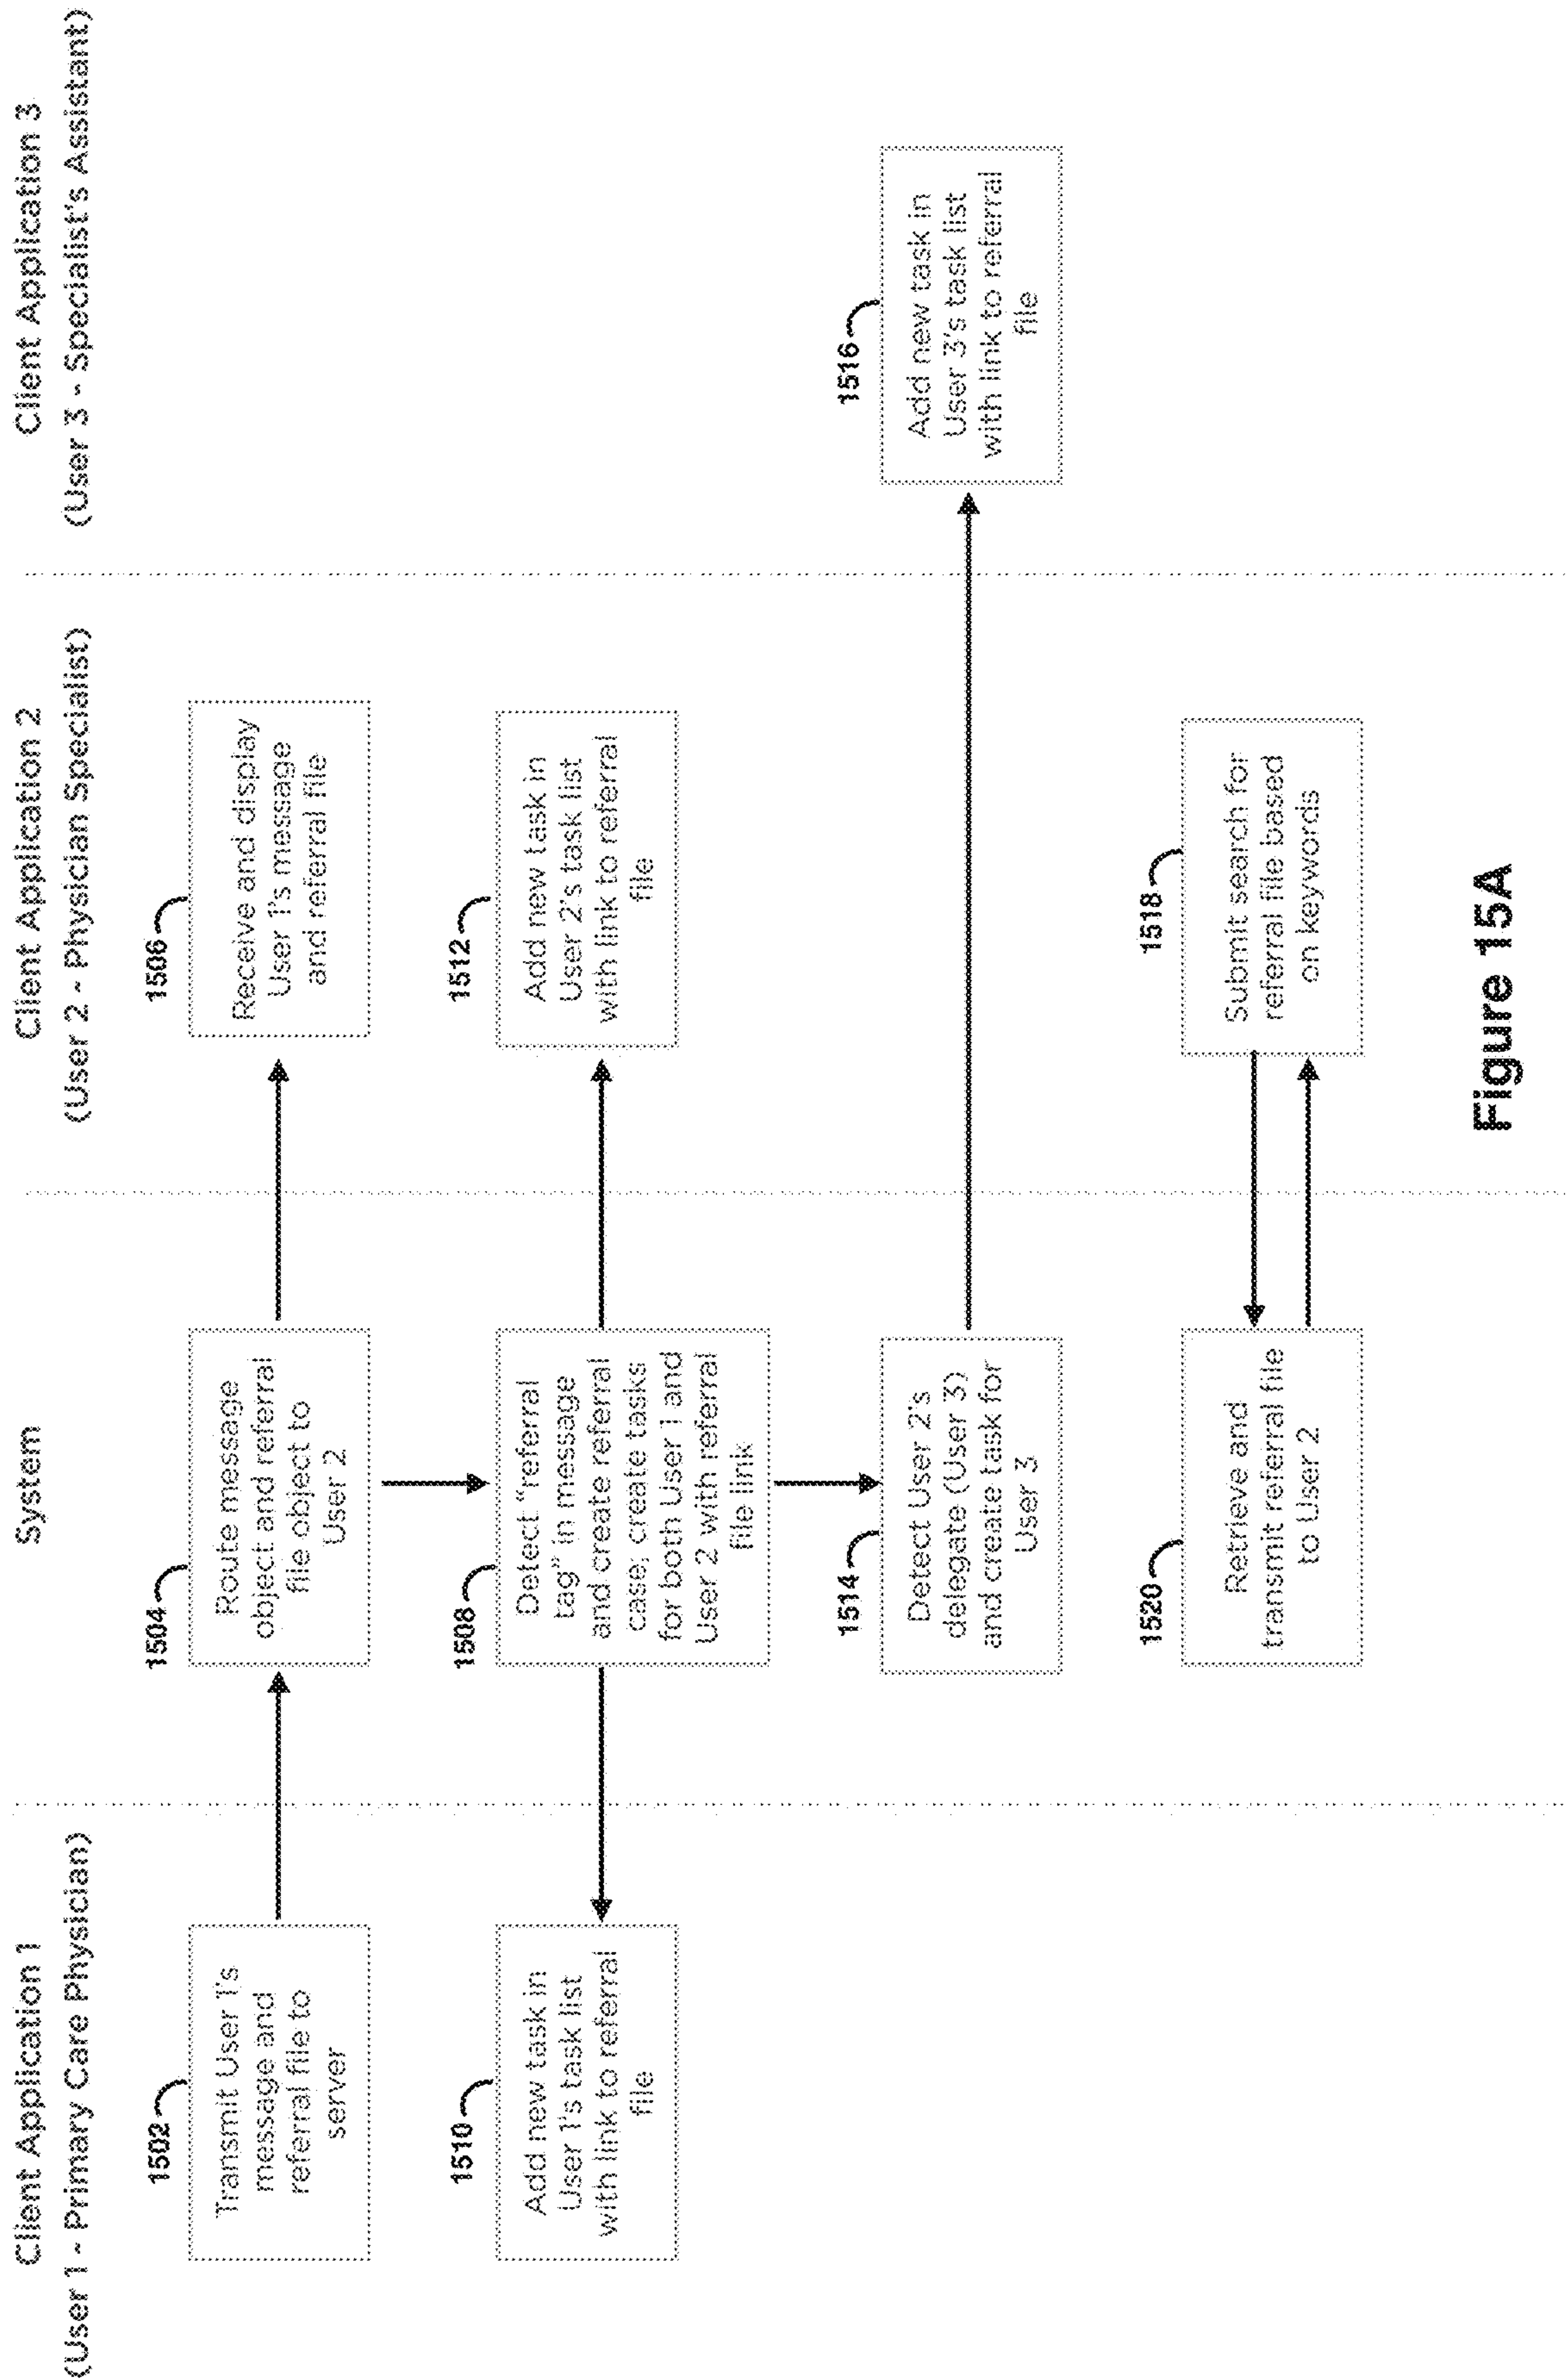 Client Application 1
(User 1 - Primary Care Physician)
System
Client Application 2
(User 2 - Physician Specialist)
Client Application 3
(User 3 - Specialist's Assistant)
1502
Transmit User 1's
message and
referral file to
server
1504
Route message
object and referral
file object to
User 2
1506
Receive and display
User 1's message
and referral file
1510
Add new task in
User 1's task list
with link to referral
file
1508
Detect "referral
tag" in message
and create referral
case; create tasks
for both User 1 and
User 2 with referral
file link
1512
Add new task in
User 2's task list
with link to referral
file
1514
Detect User 2's
delegate (User 3)
and create task for
User 3
1516
Add new task in
User 3's task list
with link to referral
file
1520
Retrieve and
transmit referral file
to User 2
1518
Submit search for
referral file based
on keywords
Figure 15A